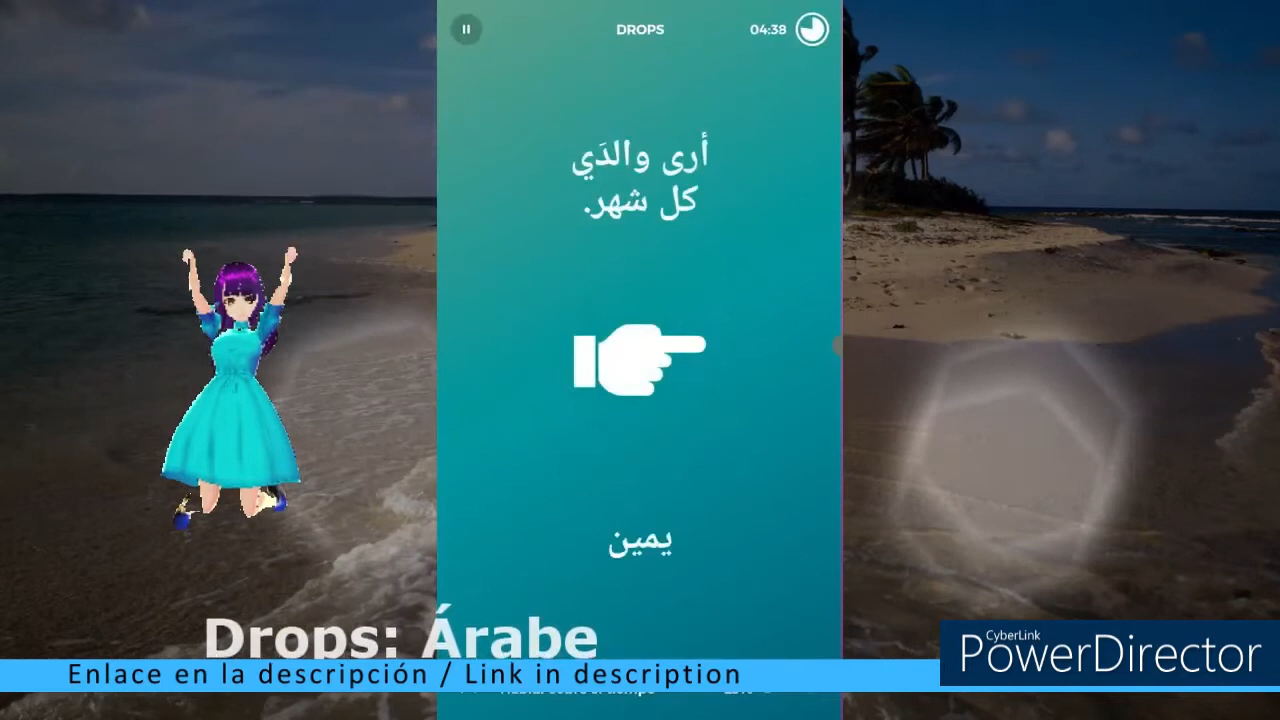 DROPS
04:38
أرى والدَي
كل شهر.
يمين
Drops: Árabe
Enlace en la descripción / Link in description
CyberLink
PowerDirector